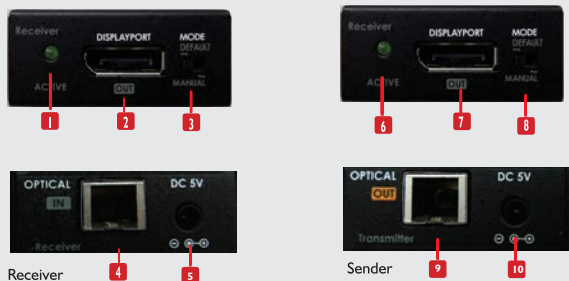 Receiver
DISPLAYPORT
MODE
DEFAULT
MANUAL
ACTIVE
OUT
1
2
3
Receiver
DISPLAYPORT
MODE
DEFAULT
MANUAL
ACTIVE
OUT
6
7
8
OPTICAL
IN
DC 5V
Receiver
4
5
Receiver
OPTICAL
OUT
DC 5V
Transmitter
9
10
Sender